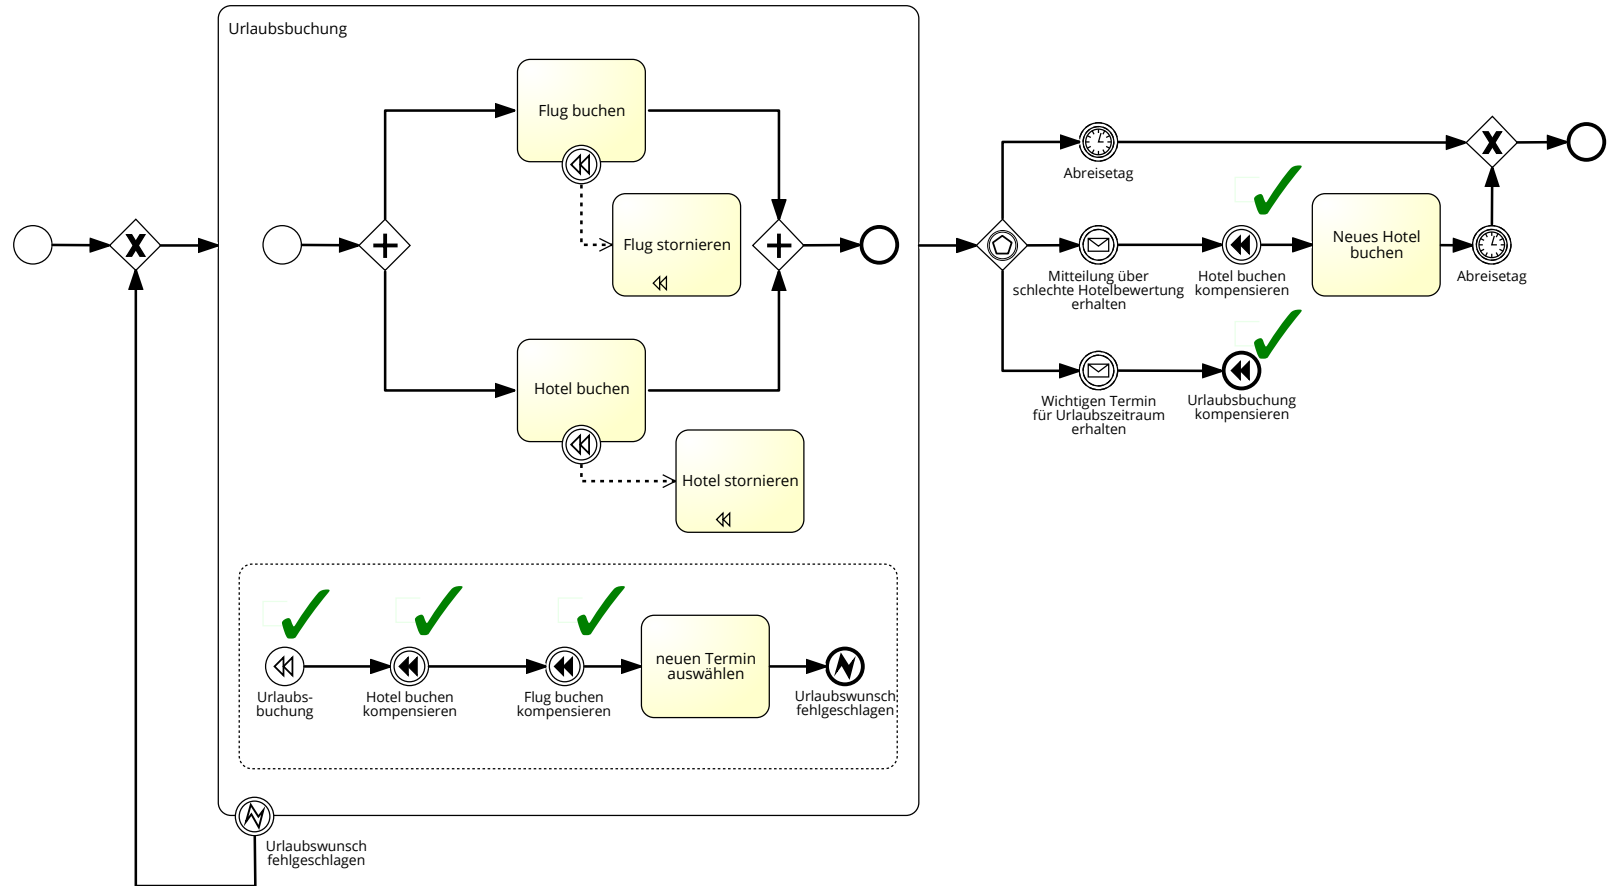 Urlaubsbuchung
Flug buchen
Flug stornieren
Hotel buchen
Hotel stornieren
Urlaubs-
buchung
Hotel buchen
kompensieren
Flug buchen
kompensieren
neuen Termin
auswählen
Urlaubswunsch
fehlgeschlagen
Urlaubswunsch
fehlgeschlagen
Abreisetag
Mitteilung über
schlechte Hotelbewertung
erhalten
Hotel buchen
kompensieren
Neues Hotel
buchen
Abreisetag
Wichtigen Termin
für Urlaubszeitraum
erhalten
Urlaubsbuchung
kompensieren